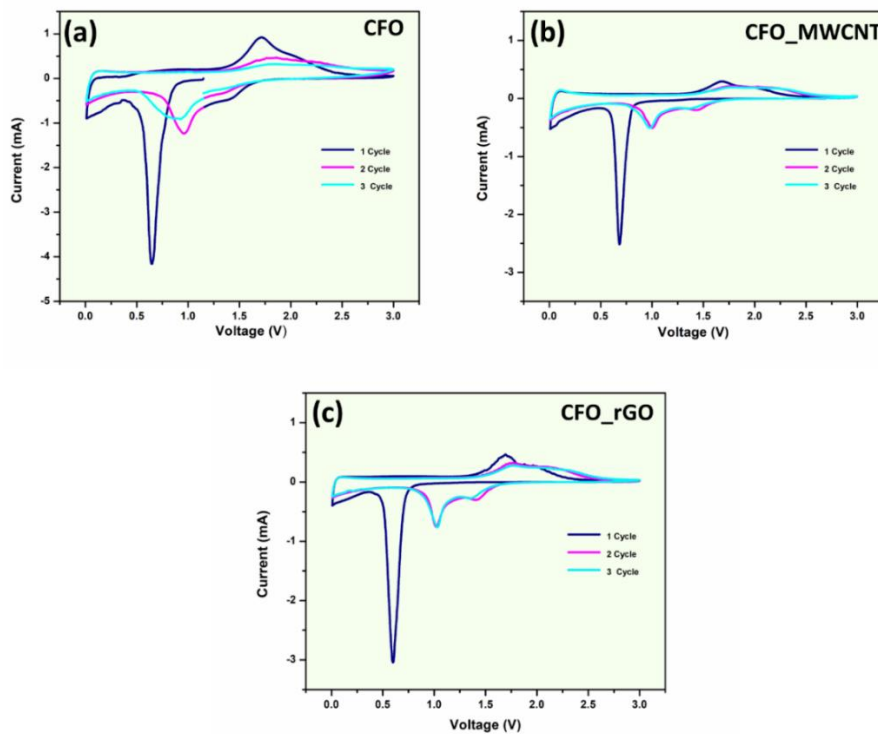 (a) CFO
1
0
-1
-2
-3
-4
-5
Current (mA)
1 Cycle
2 Cycle
3 Cycle
0.0 0.5 1.0 1.5 2.0 2.5 3.0
Voltage (V)
(b) CFO_MWCNT
1
0
-1
-2
-3
Current (mA)
1 Cycle
2 Cycle
3 Cycle
0.0 0.5 1.0 1.5 2.0 2.5 3.0
Voltage (V)
(c) CFO_rGO
1
0
-1
-2
-3
Current (mA)
1 Cycle
2 Cycle
3 Cycle
0.0 0.5 1.0 1.5 2.0 2.5 3.0
Voltage (V)